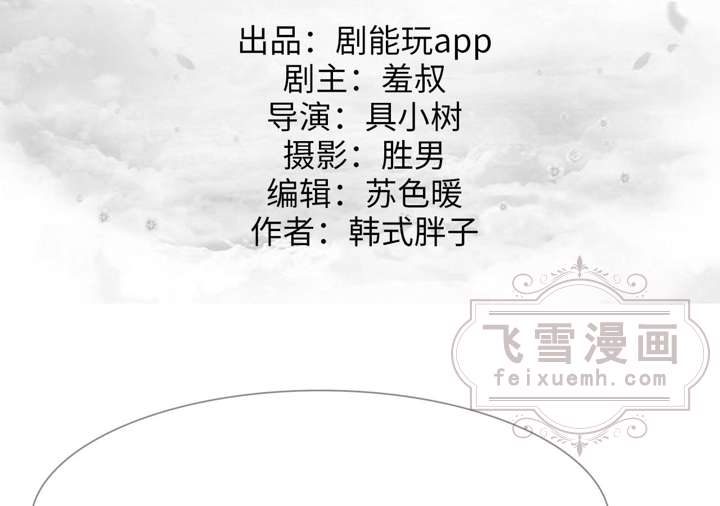 出品：剧能玩app
剧主：羞叔
导演：具小树
摄影：胜男
编辑：苏色暖
作者：韩式胖子
飞雪漫画
feixuemh.com